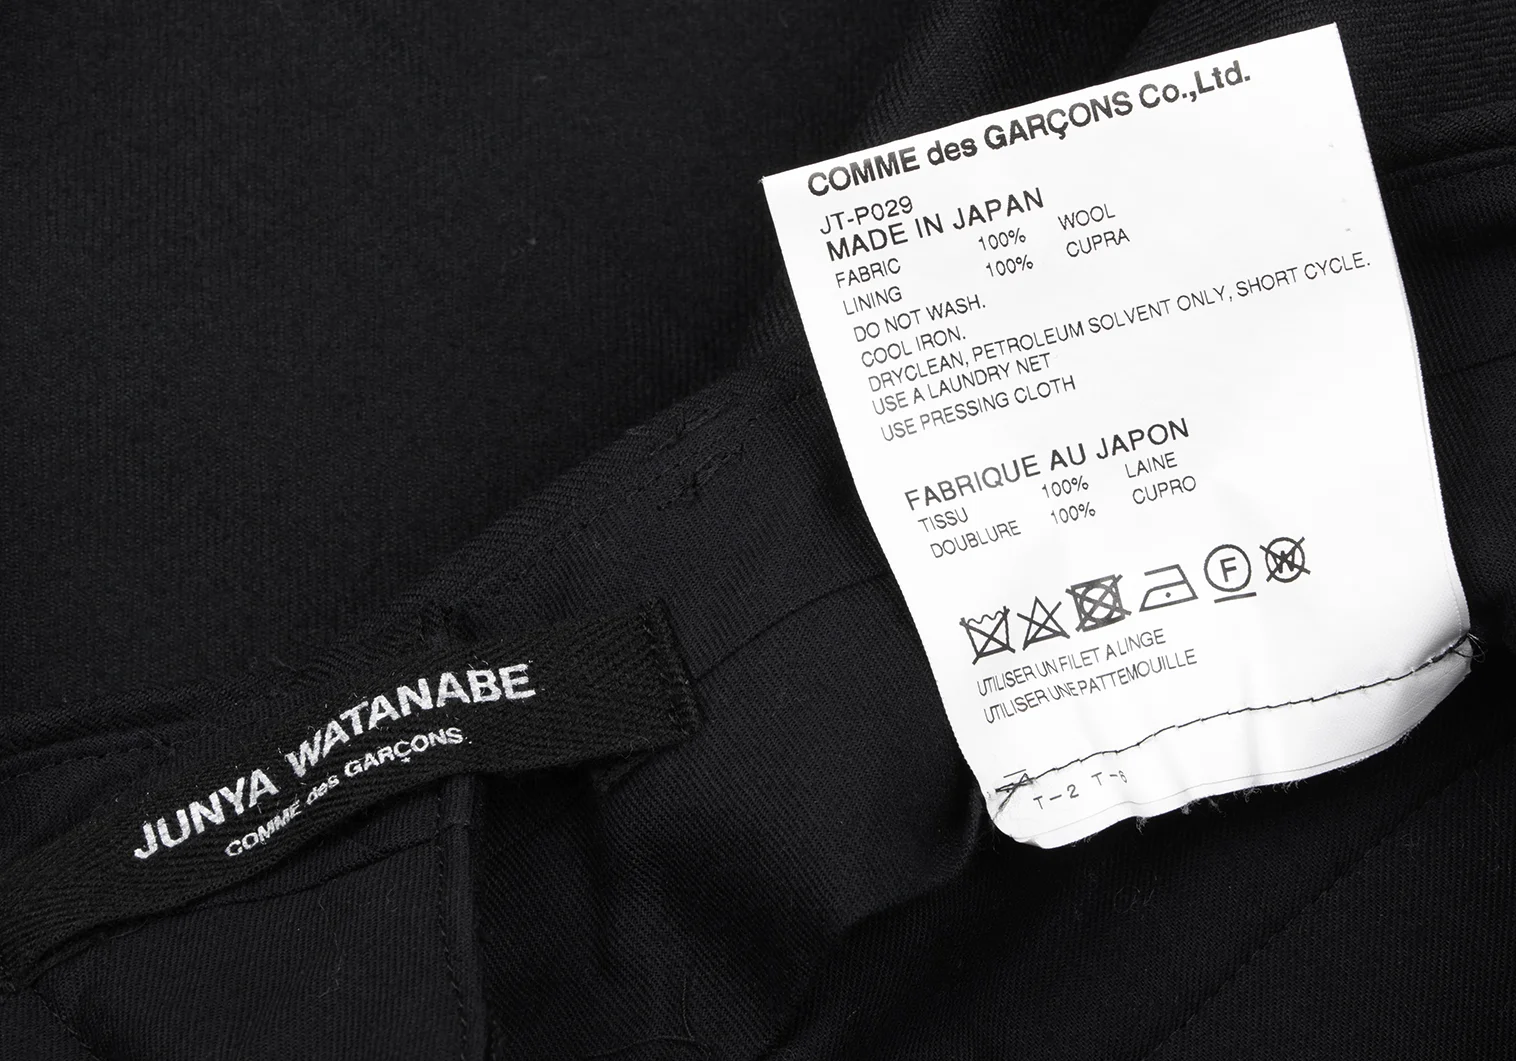 COMME des GARÇONS Co.,Ltd.
JT-P029
MADE IN JAPAN
FABRIC 100% WOOL
LINING 100% CUPRA
DO NOT WASH.
COOL IRON.
DRYCLEAN, PETROLEUM SOLVENT ONLY, SHORT CYCLE.
USE A LAUNDRY NET
USE PRESSING CLOTH
FABRIQUE AU JAPON
TISSU 100% LAINE
DOUBLURE 100% CUPRO
F W
UTILISER UN FILET A LINGE
UTILISER UNE PATTEMOUILLE
T-2 T-8
JUNYA WATANABE
COMME des GARÇONS